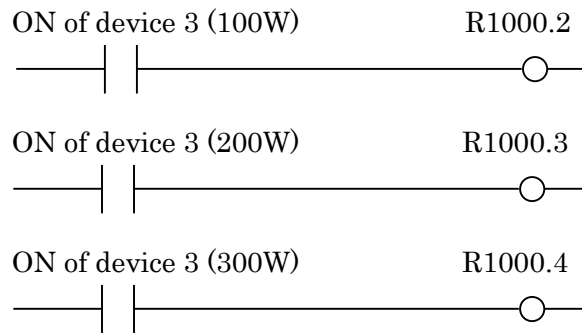 ON of device 3 (100W) R1000.2
ON of device 3 (200W) R1000.3
ON of device 3 (300W) R1000.4